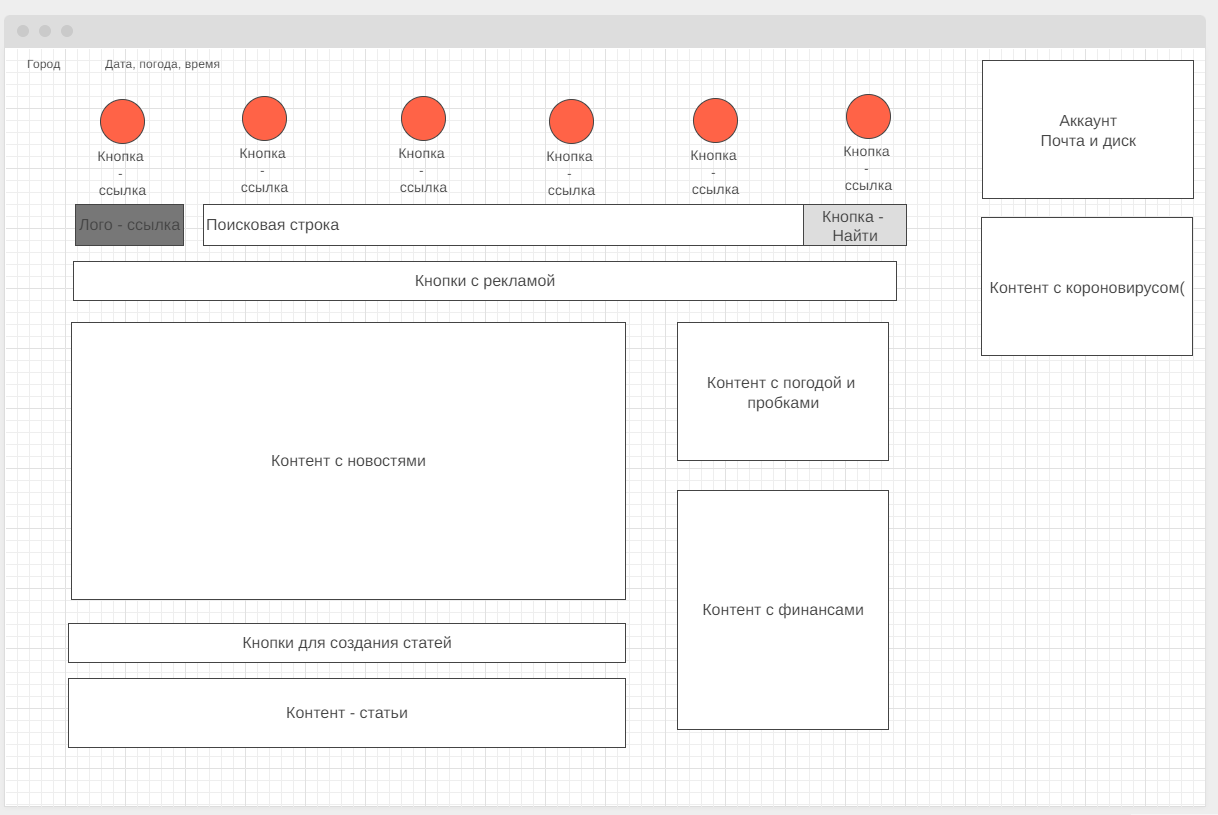 Город
Дата, погода, время
Кнопка
-
ссылка
Кнопка
-
ссылка
Кнопка
-
ссылка
Кнопка
-
ссылка
Кнопка
-
ссылка
Кнопка
-
ссылка
Аккаунт
Почта и диск
Лого - ссылка
Поисковая строка
Кнопка -
Найти
Контент с короновирусом(
Кнопки с рекламой
Контент с новостями
Контент с погодой и
пробками
Контент с финансами
Кнопки для создания статей
Контент - статьи